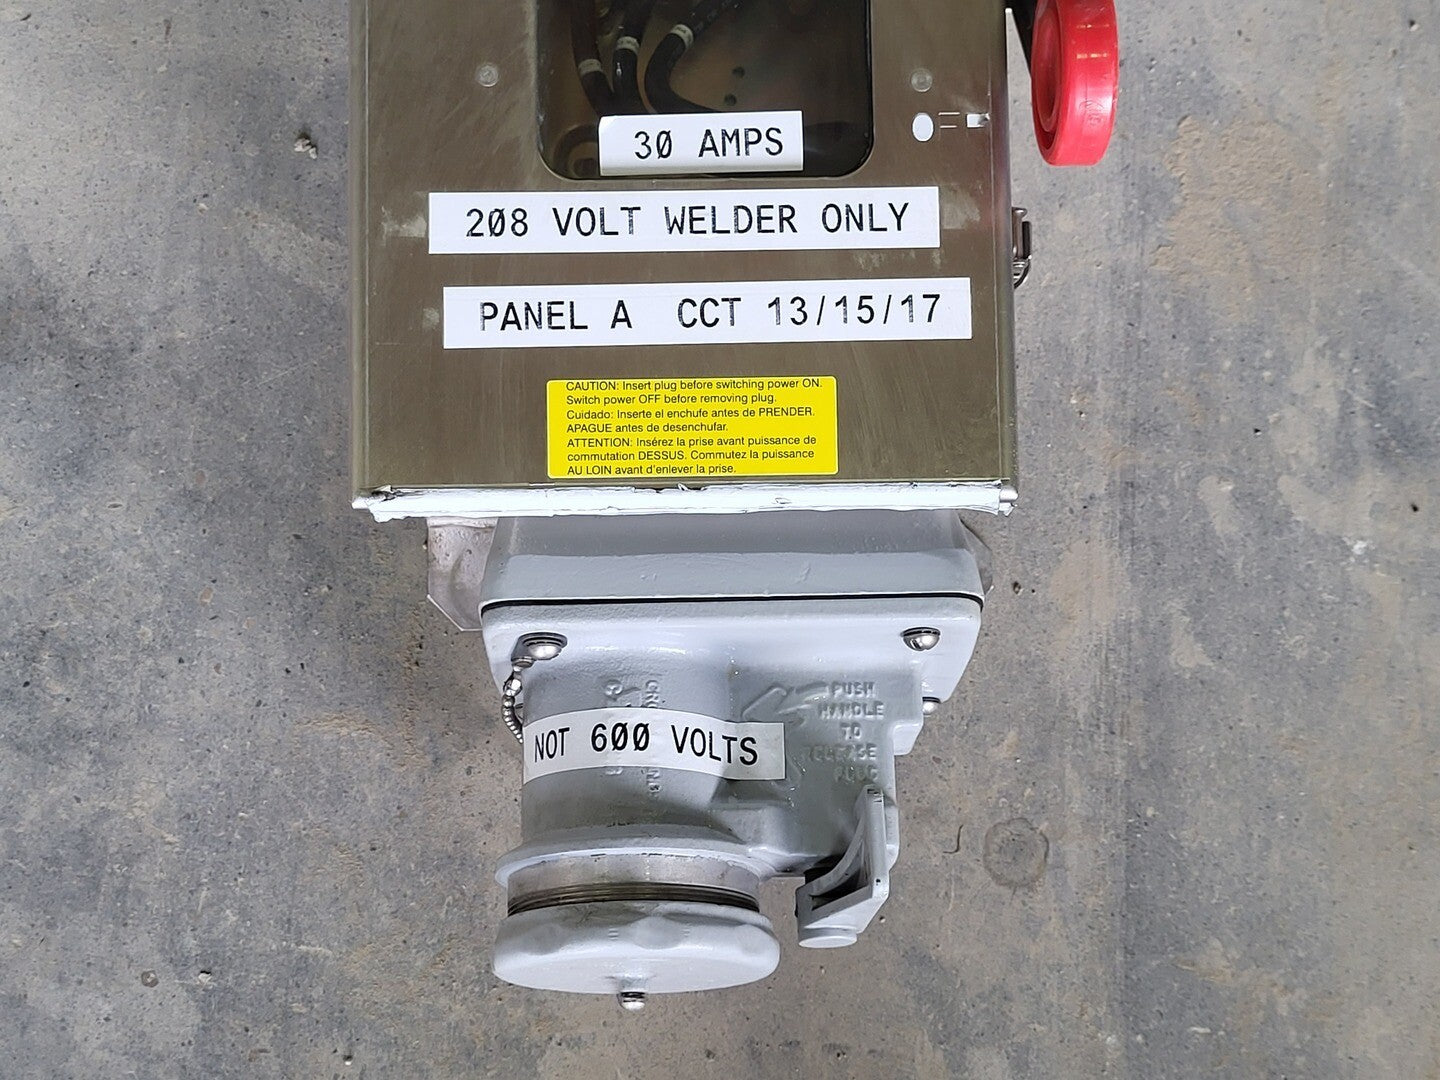 30 AMPS
208 VOLT WELDER ONLY
PANEL A CCT 13/15/17
CAUTION: Insert plug before switching power ON.
Switch power OFF before removing plug.
Cuidado: Inserte el enchufe antes de PRENDER.
APAGUE antes de desenchufar.
ATTENTION: Insérez la prise avant puissance de
commutation DESSUS. Commutez la puissance
AU LOIN avant d'enlever la prise.
PUSH
HANDLE
TO
RELEASE
PLUG
NOT 600 VOLTS